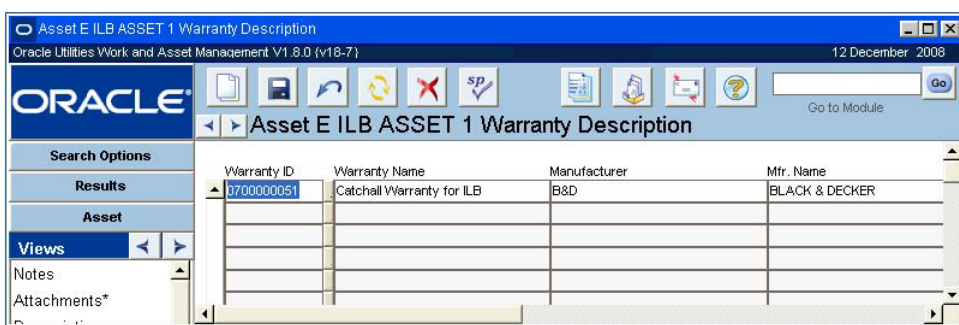 Asset E ILB ASSET 1 Warranty Description
Oracle Utilities Work and Asset Management V1.8.0 {v18-7} 12 December 2008
ORACLE
sp
Go
Go to Module
Asset E ILB ASSET 1 Warranty Description
Search Options
Results
Asset
Views
Notes
Attachments*
Warranty ID Warranty Name Manufacturer Mfr. Name
0700000051 Catchall Warranty for ILB B&D BLACK & DECKER